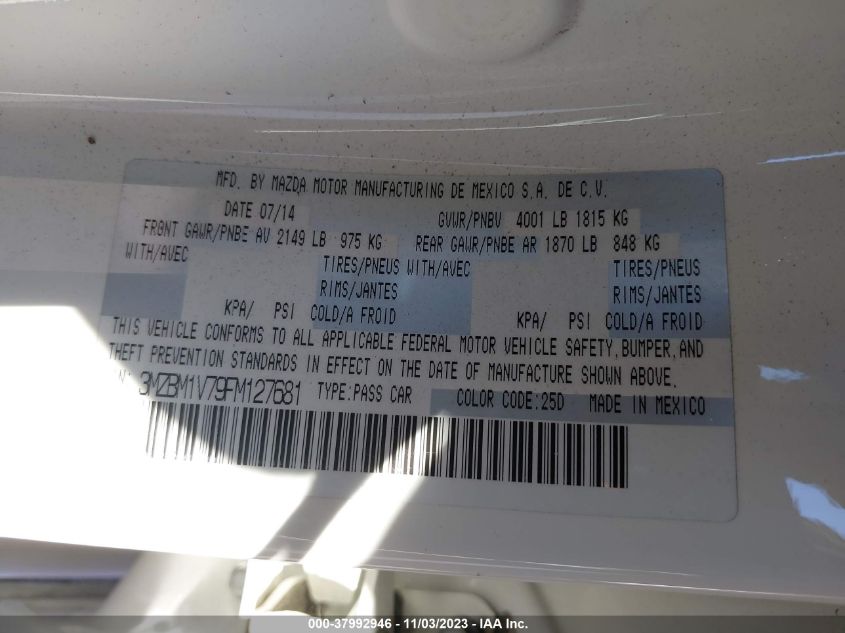 MFD. BY MAZDA MOTOR MANUFACTURING DE MEXICO S.A. DE C.V.
DATE 07/14 GVWR/PNBV 4001 LB 1815 KG
FRONT GAWR/PNBE AV 2149 LB 975 KG REAR GAWR/PNBE AR 1870 LB 848 KG
WITH/AVEC TIRES/PNEUS WITH/AVEC TIRES/PNEUS
RIMS/JANTES RIMS/JANTES
KPA/ PSI COLD/A FROID KPA/ PSI COLD/A FROID
THIS VEHICLE CONFORMS TO ALL APPLICABLE FEDERAL MOTOR VEHICLE SAFETY, BUMPER, AND
THEFT PREVENTION STANDARDS IN EFFECT ON THE DATE OF MANUFACTURE SHOWN ABOVE.
3MZBM1V79FM127681 TYPE:PASS CAR COLOR CODE:25D MADE IN MEXICO
000-37992946 - 11/03/2023 - IAA Inc.